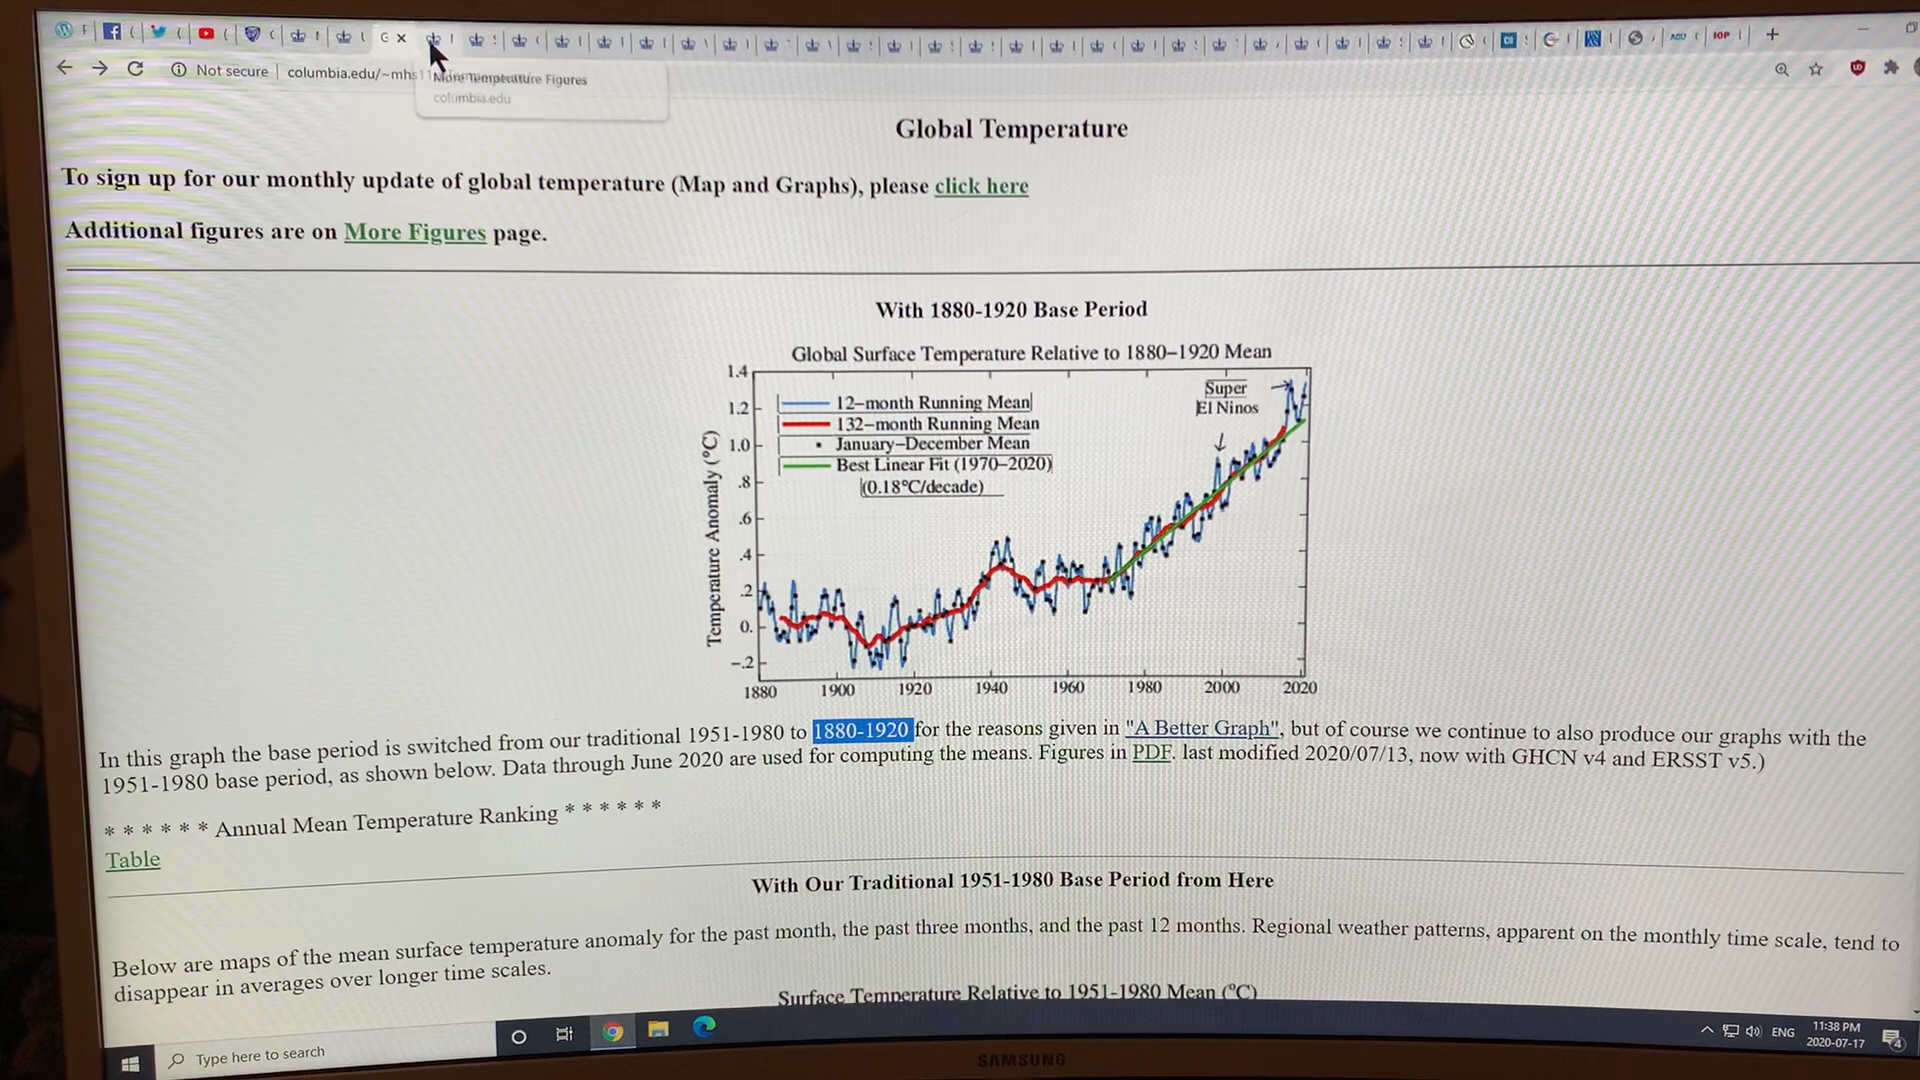 Not secure | columbia.edu/~mhs1
More Temperature Figures
columbia.edu
Global Temperature
To sign up for our monthly update of global temperature (Map and Graphs), please click here
Additional figures are on More Figures page.
With 1880-1920 Base Period
Global Surface Temperature Relative to 1880–1920 Mean
1.4
1.2
1.0
.8
.6
.4
.2
0.
-.2
Temperature Anomaly (°C)
12–month Running Mean
132–month Running Mean
January–December Mean
Best Linear Fit (1970–2020)
(0.18°C/decade)
Super
El Ninos
1880 1900 1920 1940 1960 1980 2000 2020
In this graph the base period is switched from our traditional 1951-1980 to 1880-1920 for the reasons given in "A Better Graph", but of course we continue to also produce our graphs with the
1951-1980 base period, as shown below. Data through June 2020 are used for computing the means. Figures in PDF. last modified 2020/07/13, now with GHCN v4 and ERSST v5.)
* * * * * * Annual Mean Temperature Ranking * * * * * *
Table
With Our Traditional 1951-1980 Base Period from Here
Below are maps of the mean surface temperature anomaly for the past month, the past three months, and the past 12 months. Regional weather patterns, apparent on the monthly time scale, tend to
disappear in averages over longer time scales.
Surface Temperature Relative to 1951-1980 Mean (°C)
Type here to search
ENG
11:38 PM
2020-07-17
4
SAMSUNG